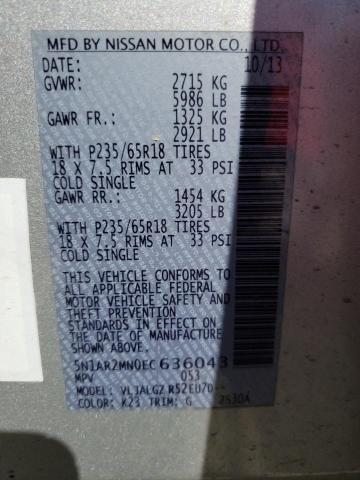 MFD BY NISSAN MOTOR CO., LTD.
DATE: 10/13
GVWR: 2715 KG
5986 LB
GAWR FR.: 1325 KG
2921 LB
WITH P235/65R18 TIRES
18 X 7.5 RIMS AT 33 PSI
COLD SINGLE
GAWR RR.: 1454 KG
3205 LB
WITH P235/65R18 TIRES
18 X 7.5 RIMS AT 33 PSI
COLD SINGLE
THIS VEHICLE CONFORMS TO
ALL APPLICABLE FEDERAL
MOTOR VEHICLE SAFETY AND
THEFT PREVENTION
STANDARDS IN EFFECT ON
THE DATE OF MANUFACTURE
SHOWN ABOVE.
5N1AR2MN0EC 636043
MPV 053
MODEL:
COLOR: K23 TRIM: G